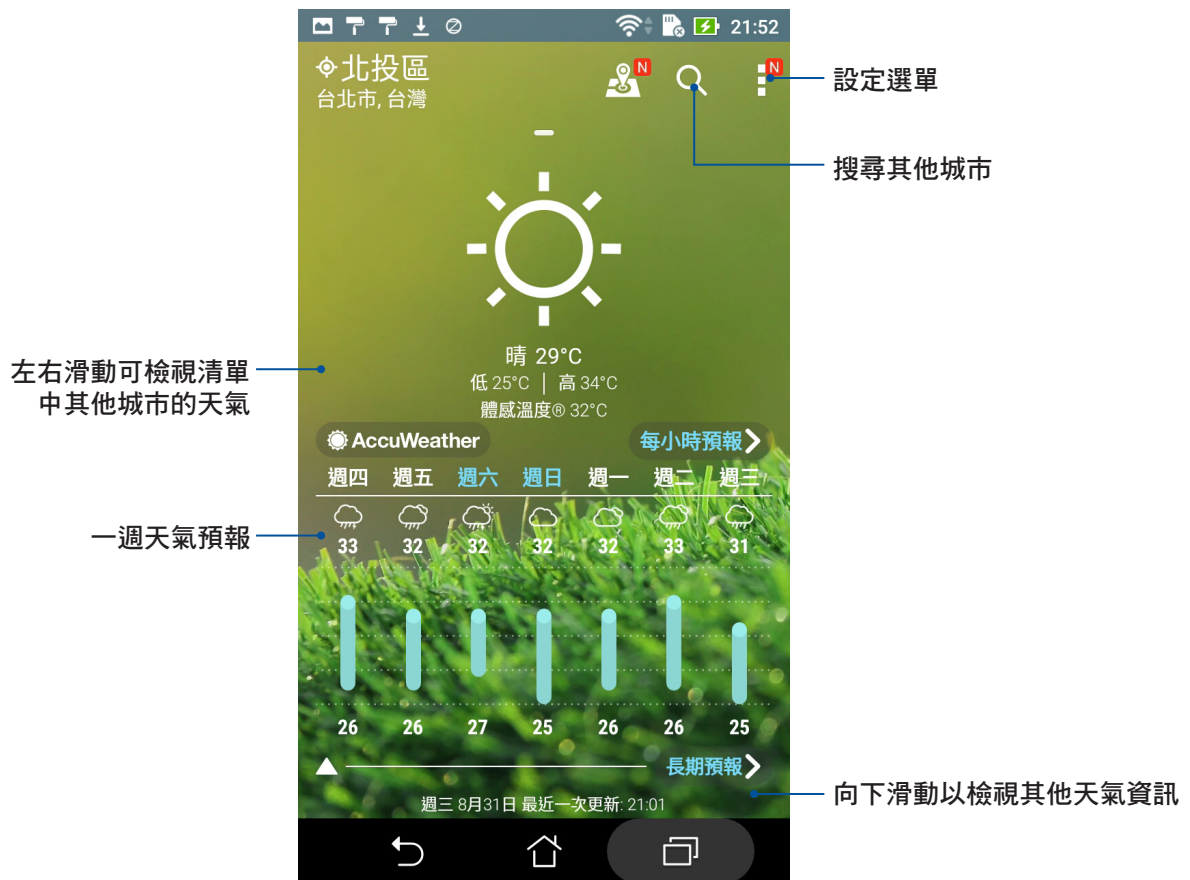 21:52
北投區
台北市, 台灣
N
N
設定選單
搜尋其他城市
晴 29°C
低 25°C | 高 34°C
體感溫度® 32°C
左右滑動可檢視清單
中其他城市的天氣
AccuWeather
每小時預報
週四 週五 週六 週日 週一 週二 週三
一週天氣預報
33 32 32 32 32 33 31
26 26 27 25 26 26 25
長期預報
向下滑動以檢視其他天氣資訊
週三 8月31日 最近一次更新: 21:01